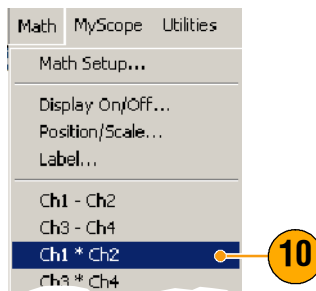 Math MyScope Utilities
Math Setup...
Display On/Off...
Position/Scale...
Label...
Ch1 - Ch2
Ch3 - Ch4
Ch1 * Ch2
10
Ch3 * Ch4